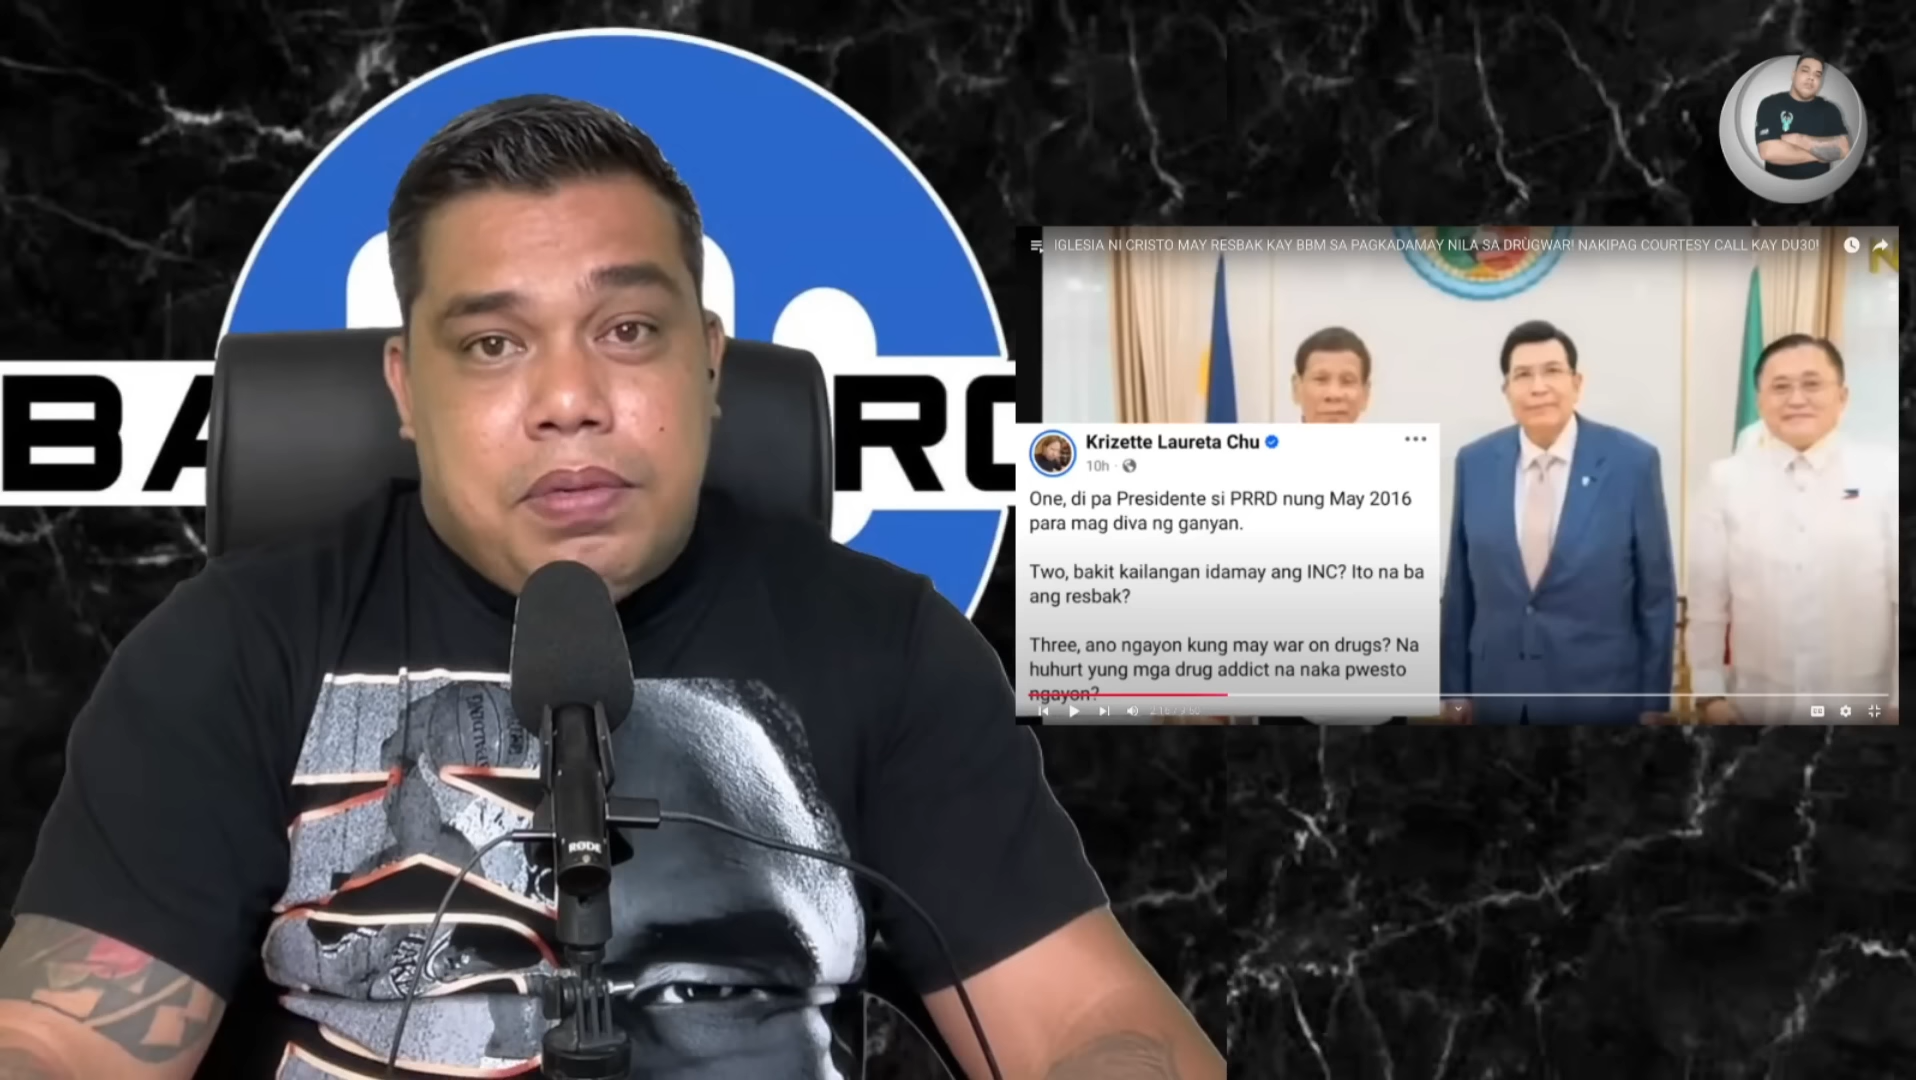 IGLESIA NI CRISTO MAY RESBAK KAY BBM SA PAGKADAMAY NILA SA DRÙGWAR! NAKIPAG COURTESY CALL KAY DU30!
BA
RO
Krizette Laureta Chu
10h
One, di pa Presidente si PRRD nung May 2016
para mag diva ng ganyan.
Two, bakit kailangan idamay ang INC? Ito na ba
ang resbak?
Three, ano ngayon kung may war on drugs? Na
huhurt yung mga drug addict na naka pwesto
ngayon?
RØDE